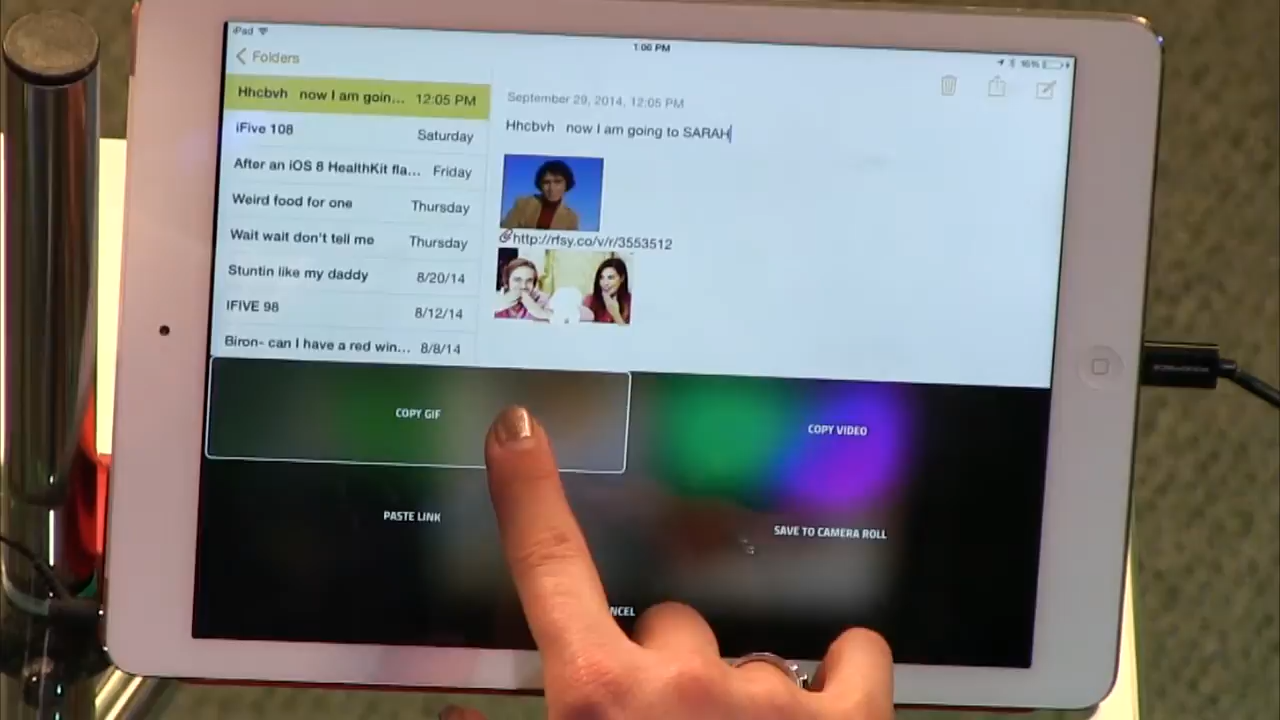 iPad
1:06 PM
16%
Folders
Hhcbvh now I am goin... 12:05 PM
iFive 108 Saturday
After an iOS 8 HealthKit fla... Friday
Weird food for one Thursday
Wait wait don't tell me Thursday
Stuntin like my daddy 8/20/14
IFIVE 98 8/12/14
Biron- can I have a red win... 8/8/14
September 29, 2014, 12:05 PM
Hhcbvh now I am going to SARAH
http://rfsy.co/v/r/3553512
COPY GIF
COPY VIDEO
PASTE LINK
SAVE TO CAMERA ROLL
NCEL